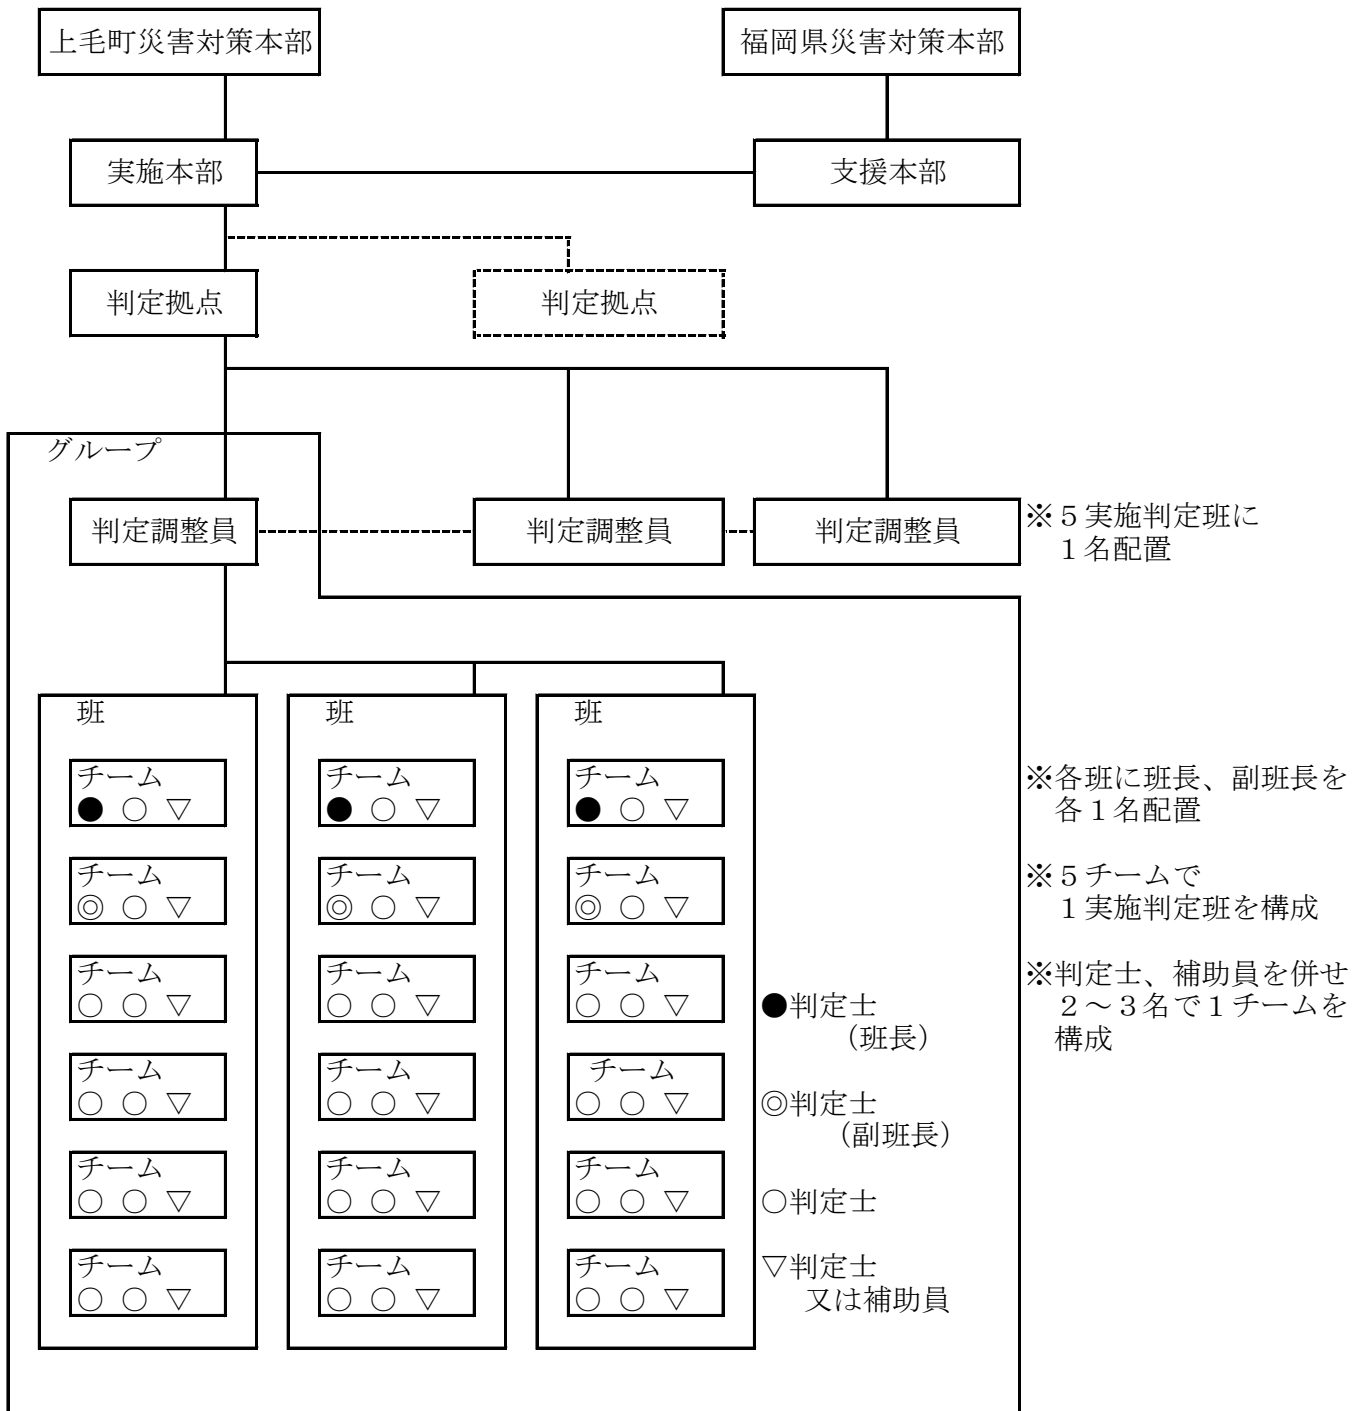 上毛町災害対策本部
福岡県災害対策本部
実施本部
支援本部
判定拠点
判定拠点
グループ
判定調整員
判定調整員
判定調整員
※５実施判定班に
１名配置
班
チーム
●○▽
チーム
◎○▽
チーム
○○▽
チーム
○○▽
チーム
○○▽
チーム
○○▽
班
チーム
●○▽
チーム
◎○▽
チーム
○○▽
チーム
○○▽
チーム
○○▽
チーム
○○▽
班
チーム
●○▽
チーム
◎○▽
チーム
○○▽
チーム
○○▽
チーム
○○▽
チーム
○○▽
●判定士
（班長）
◎判定士
（副班長）
○判定士
▽判定士
又は補助員
※各班に班長、副班長を
各１名配置
※５チームで
１実施判定班を構成
※判定士、補助員を併せ
２～３名で１チームを
構成